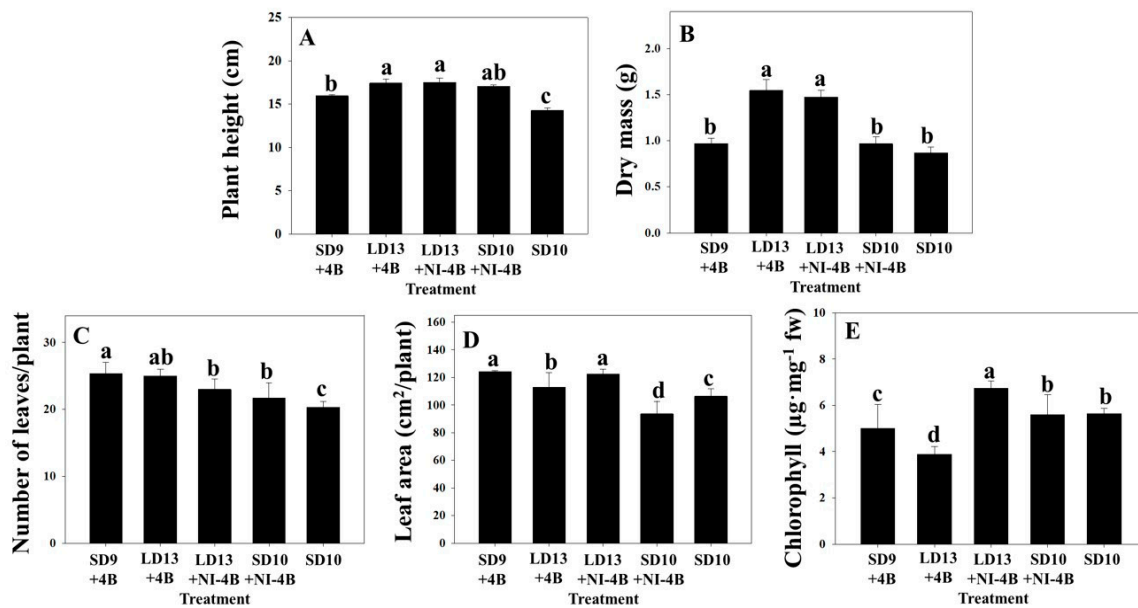 A
Plant height (cm)
25
20
15
10
5
0
b a a ab c
SD9 LD13 LD13 SD10 SD10
+4B +4B +NI-4B +NI-4B
Treatment
B
Dry mass (g)
2.0
1.5
1.0
0.5
0.0
b a a b b
SD9 LD13 LD13 SD10 SD10
+4B +4B +NI-4B +NI-4B
Treatment
C
Number of leaves/plant
30
20
10
0
a ab b b c
SD9 LD13 LD13 SD10 SD10
+4B +4B +NI-4B +NI-4B
Treatment
D
Leaf area (cm²/plant)
160
140
120
100
80
60
40
20
0
a b a d c
SD9 LD13 LD13 SD10 SD10
+4B +4B +NI-4B +NI-4B
Treatment
E
Chlorophyll (µg·mg⁻¹ fw)
10
8
6
4
2
0
c d a b b
SD9 LD13 LD13 SD10 SD10
+4B +4B +NI-4B +NI-4B
Treatment